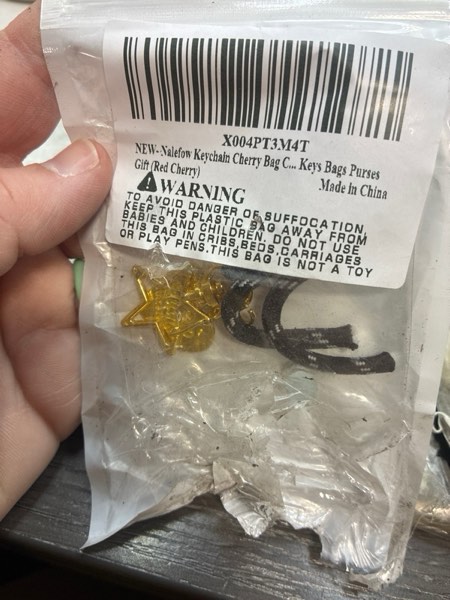 X004PT3M4T
NEW-Nalefow Keychain Cherry Bag C... Keys Bags Purses
Gift (Red Cherry)
Made in China
WARNING
TO AVOID DANGER OF SUFFOCATION,
KEEP THIS PLASTIC BAG AWAY FROM
BABIES AND CHILDREN. DO NOT USE
THIS BAG IN CRIBS,BEDS,CARRIAGES
OR PLAY PENS.THIS BAG IS NOT A TOY